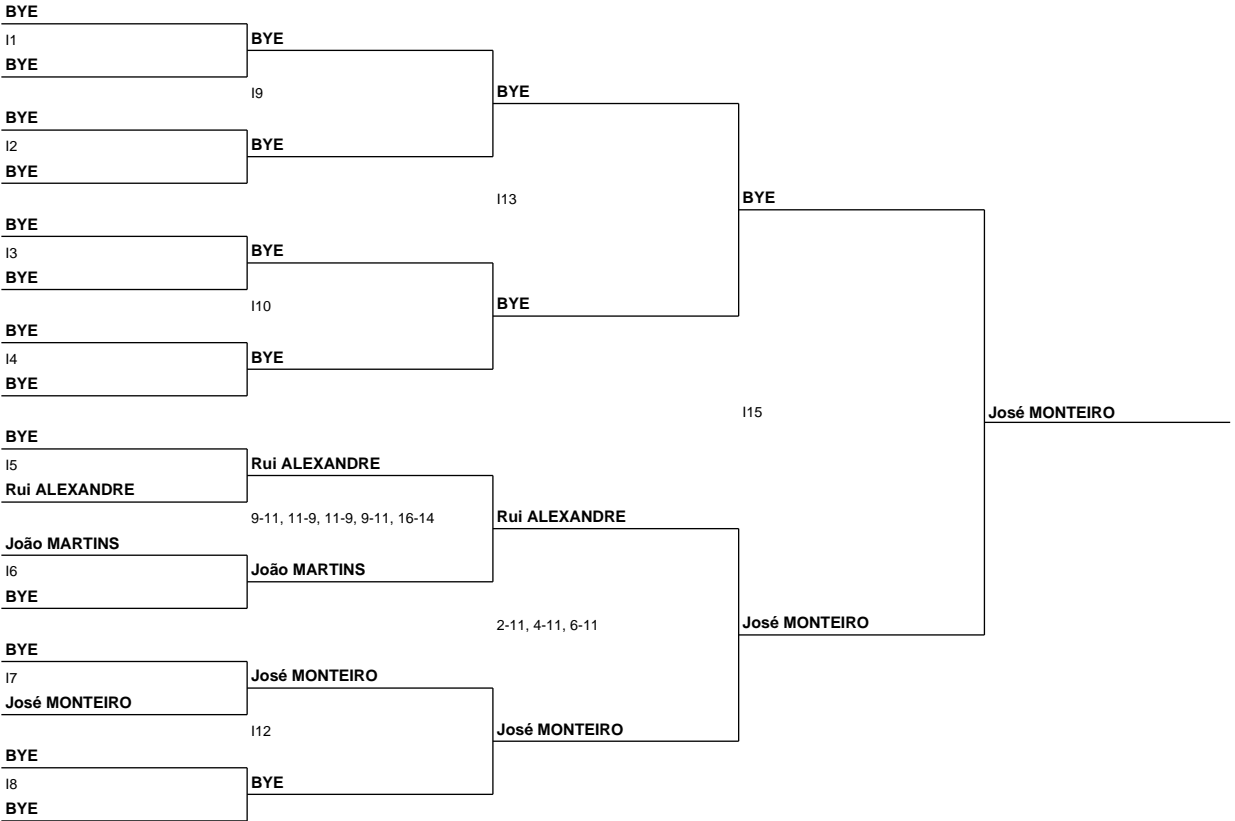 BYE
I1
BYE
BYE
I9
BYE
BYE
I2
BYE
BYE
I13
BYE
BYE
I3
BYE
BYE
I10
BYE
BYE
I4
BYE
BYE
I15
José MONTEIRO
BYE
I5
Rui ALEXANDRE
Rui ALEXANDRE
9-11, 11-9, 11-9, 9-11, 16-14
Rui ALEXANDRE
João MARTINS
I6
João MARTINS
BYE
2-11, 4-11, 6-11
José MONTEIRO
BYE
I7
José MONTEIRO
José MONTEIRO
I12
José MONTEIRO
BYE
I8
BYE
BYE